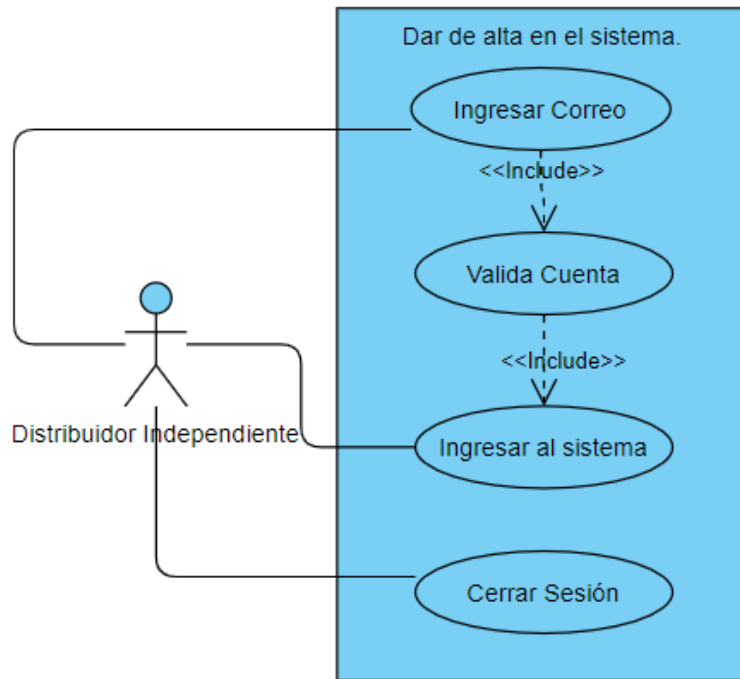 Dar de alta en el sistema.
Ingresar Correo
<<Include>>
Valida Cuenta
<<Include>>
Distribuidor Independiente
Ingresar al sistema
Cerrar Sesión